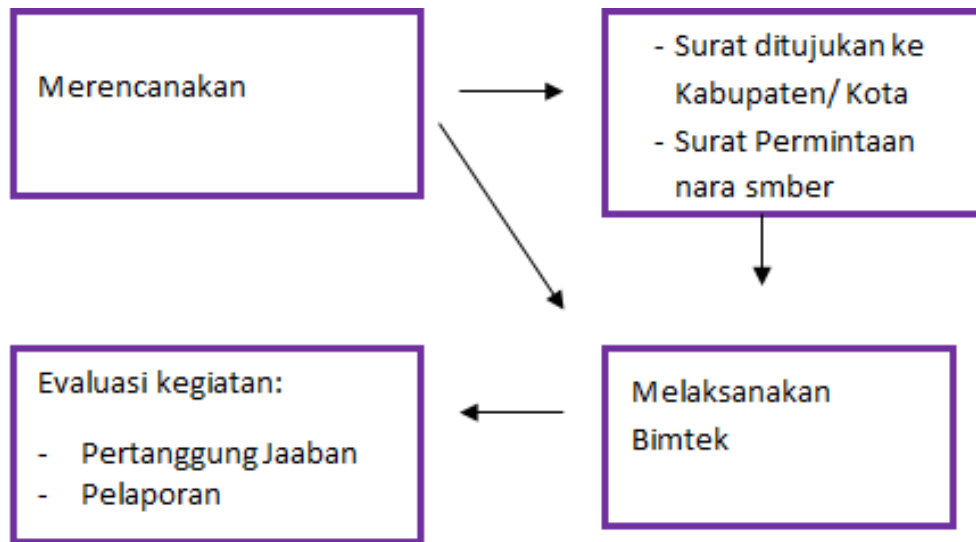 Merencanakan
- Surat ditujukan ke
Kabupaten/ Kota
- Surat Permintaan
nara smber
Evaluasi kegiatan:
- Pertanggung Jaaban
- Pelaporan
Melaksanakan
Bimtek